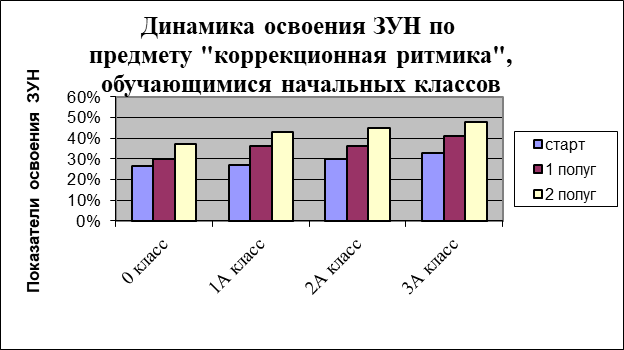 Динамика освоения ЗУН по
предмету "коррекционная ритмика",
обучающимися начальных классов
Показатели освоения ЗУН
60%
50%
40%
30%
20%
10%
0%
0 класс
1А класс
2А класс
3А класс
старт
1 полуг
2 полуг